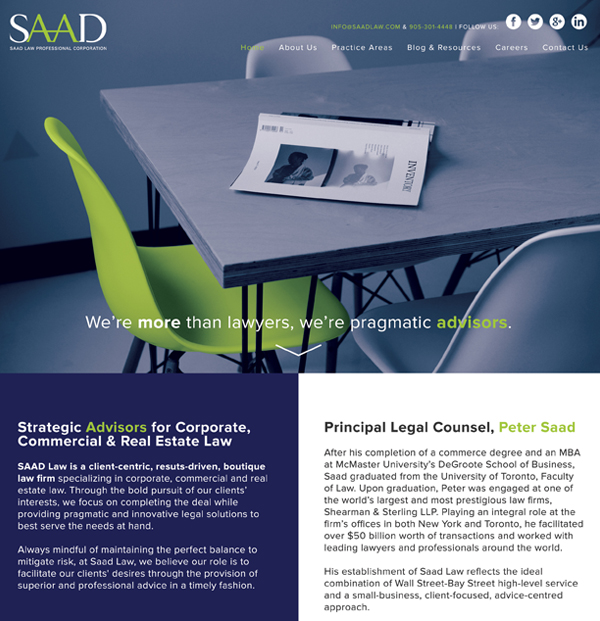 SAAD
SAAD LAW PROFESSIONAL CORPORATION
INFO@SAADLAW.COM & 905-301-4448 | FOLLOW US
Home About Us Practice Areas Blog & Resources Careers Contact Us
INVENTORY
We're more than lawyers, we're pragmatic advisors.
Strategic Advisors for Corporate,
Commercial & Real Estate Law
SAAD Law is a client-centric, resuts-driven, boutique
law firm specializing in corporate, commercial and real
estate law. Through the bold pursuit of our clients'
interests, we focus on completing the deal while
providing pragmatic and innovative legal solutions to
best serve the needs at hand.
Always mindful of maintaining the perfect balance to
mitigate risk, at Saad Law, we believe our role is to
facilitate our clients' desires through the provision of
superior and professional advice in a timely fashion.
Principal Legal Counsel, Peter Saad
After his completion of a commerce degree and an MBA
at McMaster University's DeGroote School of Business,
Saad graduated from the University of Toronto, Faculty
of Law. Upon graduation, Peter was engaged at one of
the world's largest and most prestigious law firms,
Shearman & Sterling LLP. Playing an integral role at the
firm's offices in both New York and Toronto, he facilitated
over $50 billion worth of transactions and worked with
leading lawyers and professionals around the world.
His establishment of Saad Law reflects the ideal
combination of Wall Street-Bay Street high-level service
and a small-business, client-focused, advice-centred
approach.